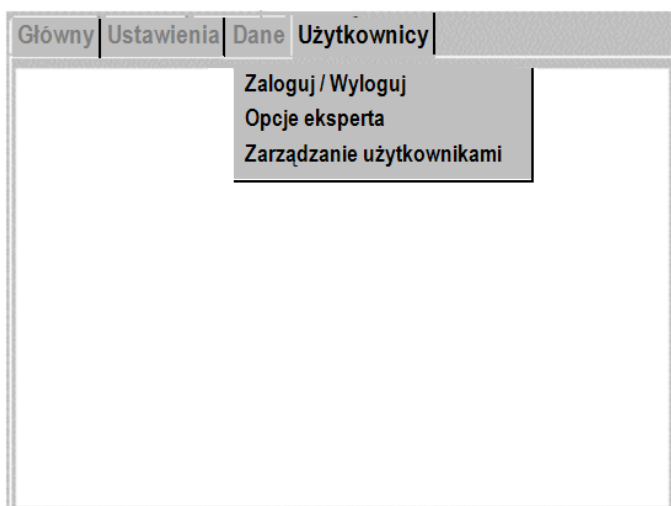 Główny Ustawienia Dane Użytkownicy
Zaloguj / Wyloguj
Opcje eksperta
Zarządzanie użytkownikami